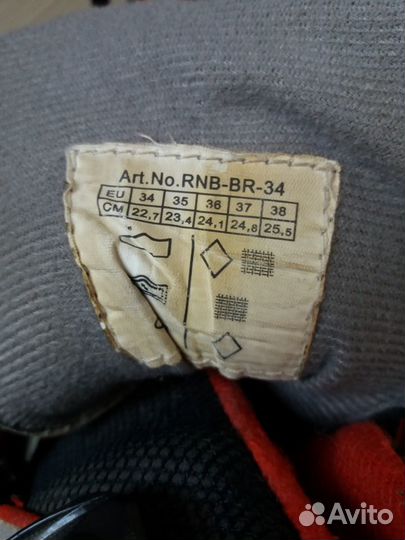 Art.No.RNB-BR-34
EU 34 35 36 37 38
CM 22,7 23,4 24,1 24,8 25,5
Avito